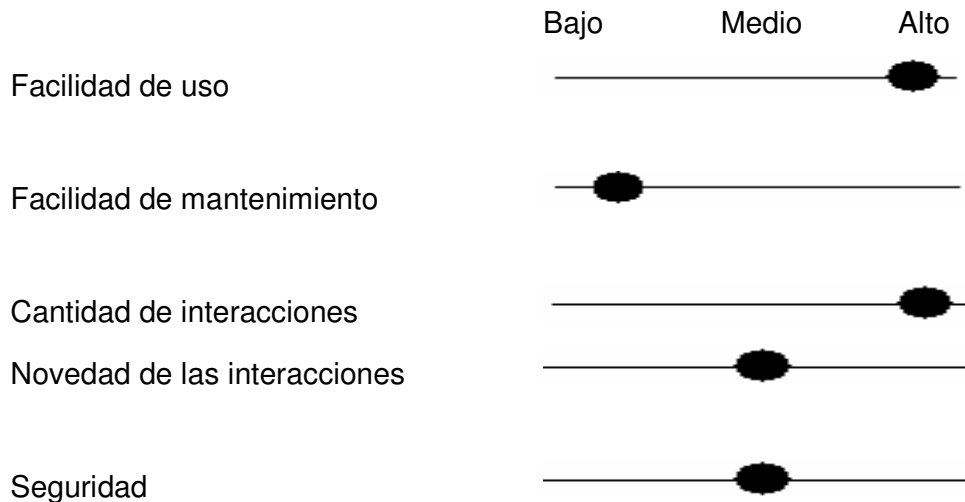 Bajo Medio Alto
Facilidad de uso
Facilidad de mantenimiento
Cantidad de interacciones
Novedad de las interacciones
Seguridad